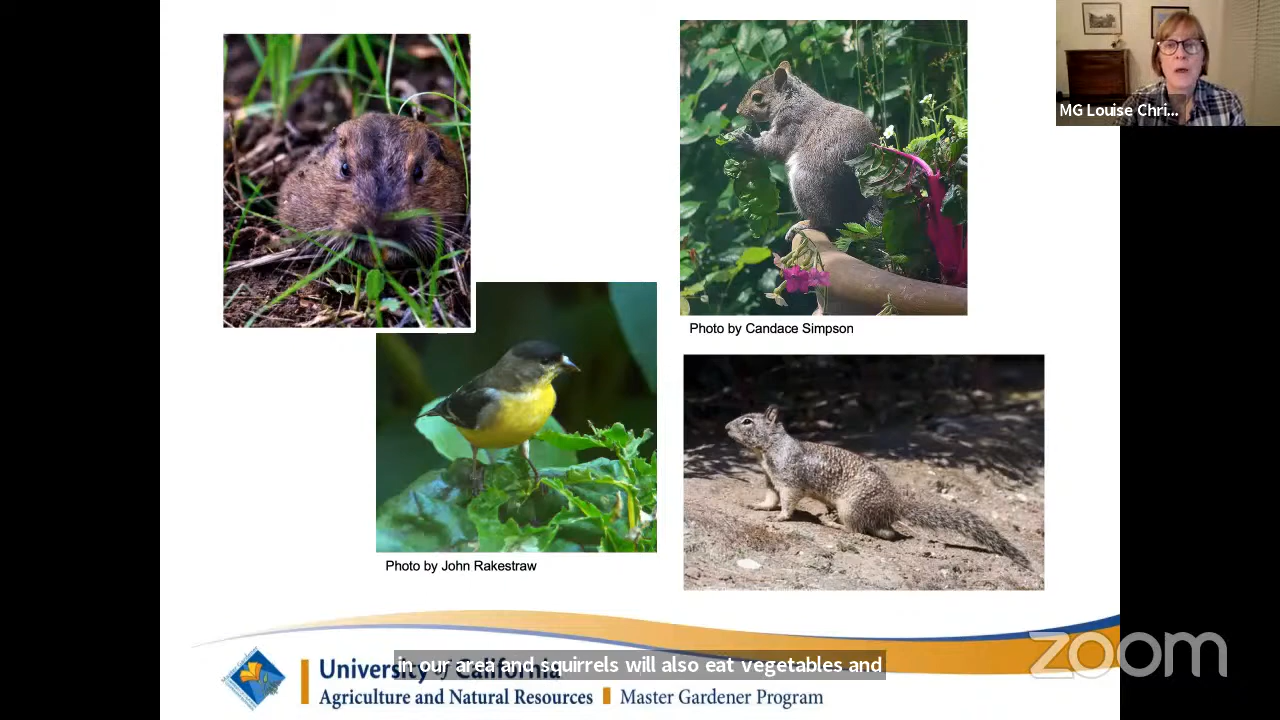 MG Louise Chri...
Photo by Candace Simpson
Photo by John Rakestraw
in our area and squirrels will also eat vegetables and
University of California
Agriculture and Natural Resources Master Gardener Program
zoom